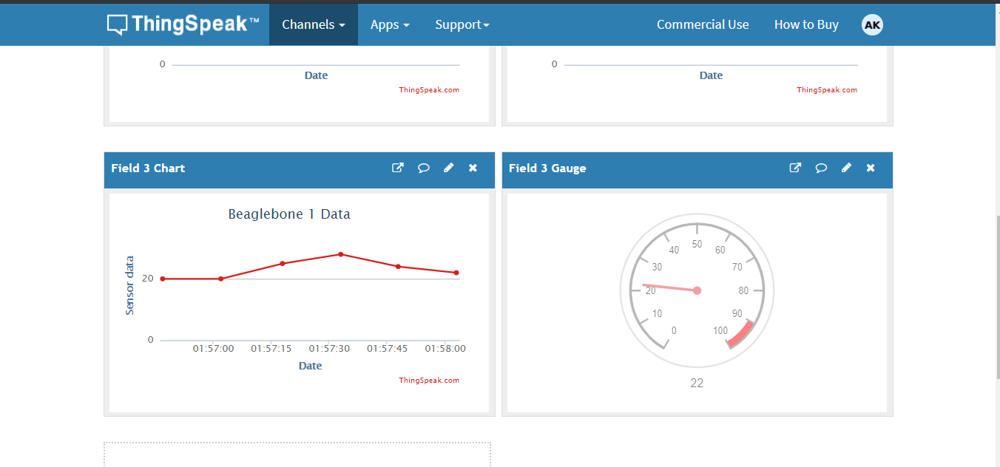 ThingSpeak™ Channels Apps Support Commercial Use How to Buy AK
0
Date
ThingSpeak.com
0
Date
ThingSpeak.com
Field 3 Chart
Beaglebone 1 Data
Sensor data
20
0
01:57:00 01:57:15 01:57:30 01:57:45 01:58:00
Date
ThingSpeak.com
Field 3 Gauge
0
10
20
30
40
50
60
70
80
90
100
22